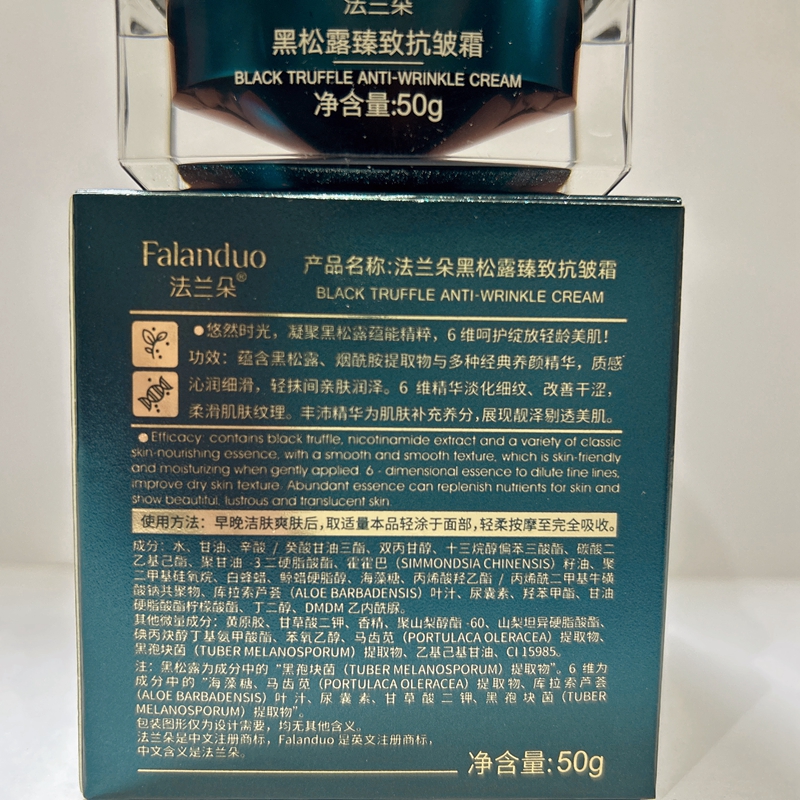 法兰朵
黑松露臻致抗皱霜
BLACK TRUFFLE ANTI-WRINKLE CREAM
净含量:50g
Falanduo
法兰朵®
产品名称:法兰朵黑松露臻致抗皱霜
BLACK TRUFFLE ANTI-WRINKLE CREAM
●悠然时光，凝聚黑松露蕴能精粹，6 维呵护绽放轻龄美肌！
功效：蕴含黑松露、烟酰胺提取物与多种经典养颜精华，质感
沁润细滑，轻抹间亲肤润泽。6 维精华淡化细纹、改善干涩，
柔滑肌肤纹理。丰沛精华为肌肤补充养分,展现靓泽剔透美肌。
●Efficacy: contains black truffle, nicotinamide extract and a variety of classic
skin-nourishing essence, with a smooth and smooth texture, which is skin-friendly
and moisturizing when gently applied. 6 - dimensional essence to dilute fine lines,
improve dry skin texture. Abundant essence can replenish nutrients for skin and
show beautiful, lustrous and translucent skin.
使用方法：早晚洁肤爽肤后,取适量本品轻涂于面部,轻柔按摩至完全吸收。
成分：水、甘油、辛酸 / 癸酸甘油三酯、双丙甘醇、十三烷醇偏苯三酸酯、碳酸二
乙基己酯、聚甘油 -3 二硬脂酸酯、霍霍巴（SIMMONDSIA CHINENSIS）籽油、聚
二甲基硅氧烷、白蜂蜡、鲸蜡硬脂醇、海藻糖、丙烯酸羟乙酯 / 丙烯酰二甲基牛磺
酸钠共聚物、库拉索芦荟（ALOE BARBADENSIS）叶汁、尿囊素、羟苯甲酯、甘油
硬脂酸酯柠檬酸酯、丁二醇、DMDM 乙内酰脲。
其他微量成分：黄原胶、甘草酸二钾、香精、聚山梨醇酯 -60、山梨坦异硬脂酸酯、
碘丙炔醇丁基氨甲酸酯、苯氧乙醇、马齿苋（PORTULACA OLERACEA）提取物、
黑孢块菌（TUBER MELANOSPORUM）提取物、乙基己基甘油、CI 15985。
注：黑松露为成分中的“黑孢块菌（TUBER MELANOSPORUM）提取物”。6 维为
成分中的“海藻糖、马齿苋（PORTULACA OLERACEA）提取物、库拉索芦荟
（ALOE BARBADENSIS）叶汁、尿囊素、甘草酸二钾、黑孢块菌（TUBER
MELANOSPORUM）提取物”。
包装图形仅为设计需要，均无其他含义。
法兰朵是中文注册商标，Falanduo 是英文注册商标，
中文含义是法兰朵。
净含量:50g